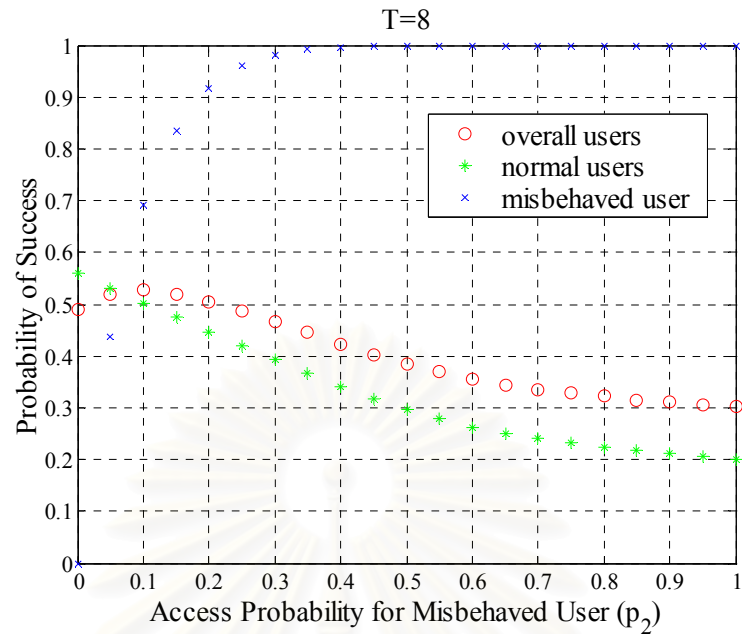 T=8
Probability of Success
1
0.9
0.8
0.7
0.6
0.5
0.4
0.3
0.2
0.1
0
overall users
normal users
misbehaved user
0 0.1 0.2 0.3 0.4 0.5 0.6 0.7 0.8 0.9 1
Access Probability for Misbehaved User (p2)